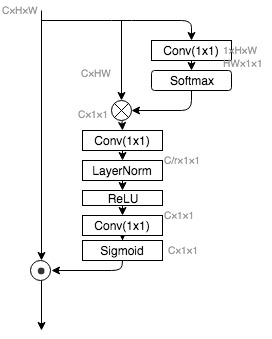 C×H×W
Conv(1x1)
1×H×W
HW×1×1
C×HW
Softmax
C×1×1
Conv(1x1)
C/r×1×1
LayerNorm
ReLU
C×1×1
Conv(1x1)
Sigmoid
C×1×1